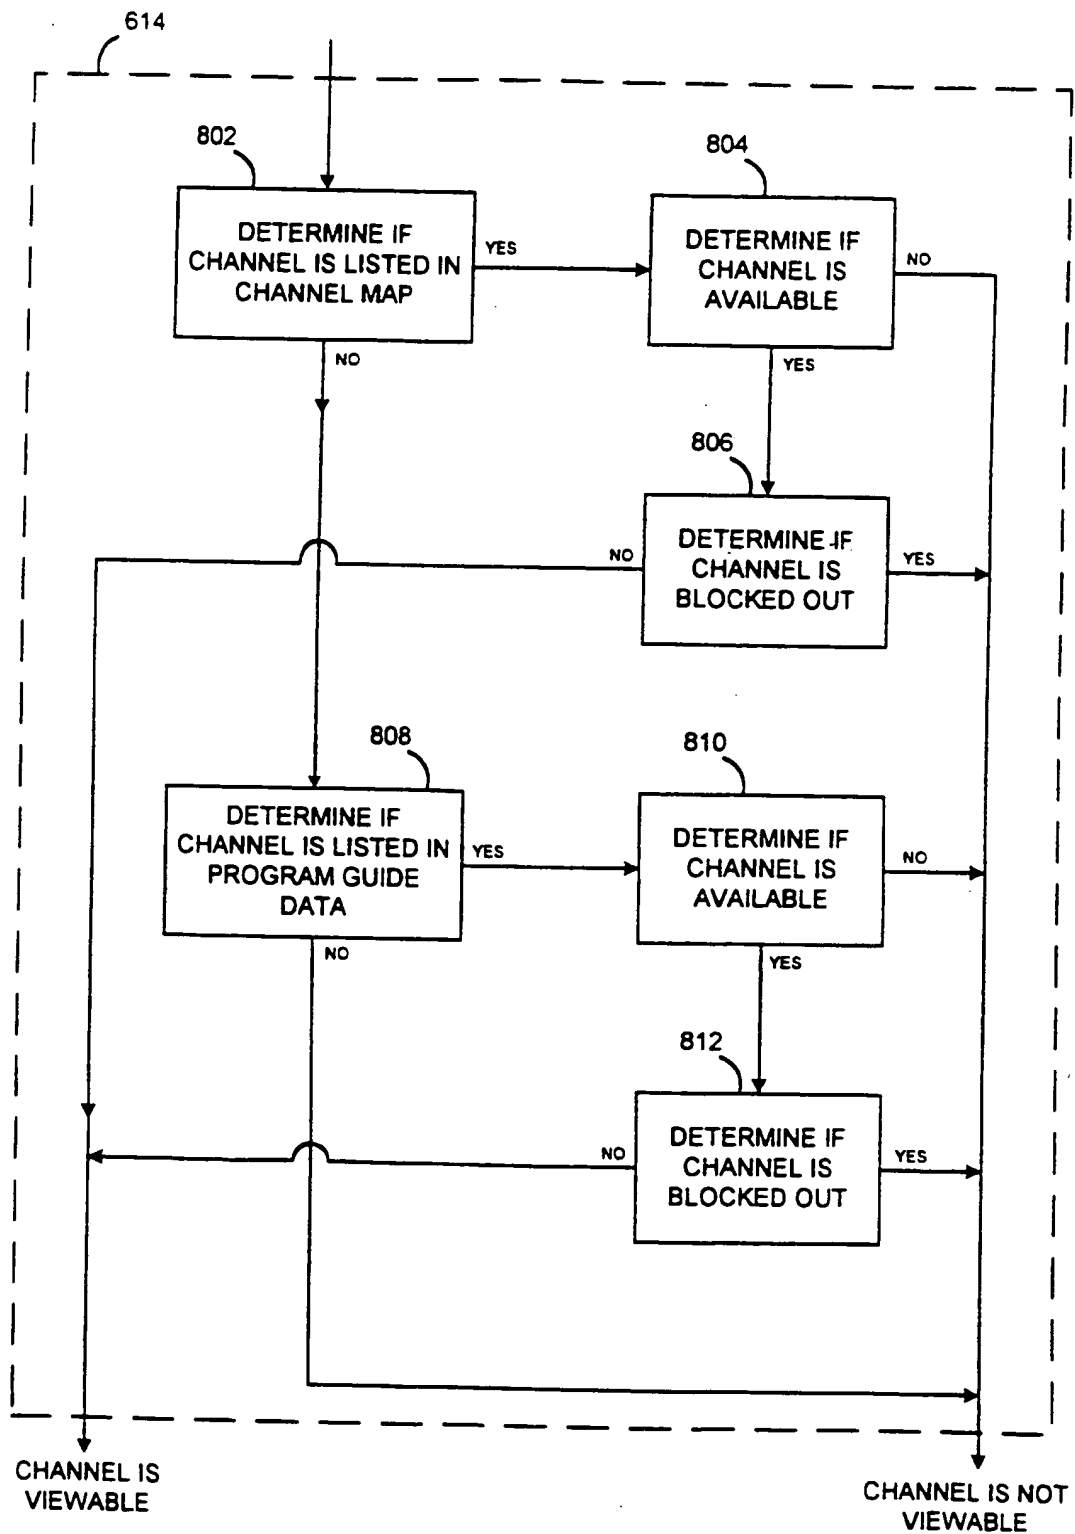 614
802
DETERMINE IF
CHANNEL IS LISTED IN
CHANNEL MAP
YES
NO
804
DETERMINE IF
CHANNEL IS
AVAILABLE
NO
YES
806
DETERMINE IF
CHANNEL IS
BLOCKED OUT
NO
YES
808
DETERMINE IF
CHANNEL IS LISTED IN
PROGRAM GUIDE
DATA
YES
NO
810
DETERMINE IF
CHANNEL IS
AVAILABLE
NO
YES
812
DETERMINE IF
CHANNEL IS
BLOCKED OUT
NO
YES
CHANNEL IS
VIEWABLE
CHANNEL IS NOT
VIEWABLE